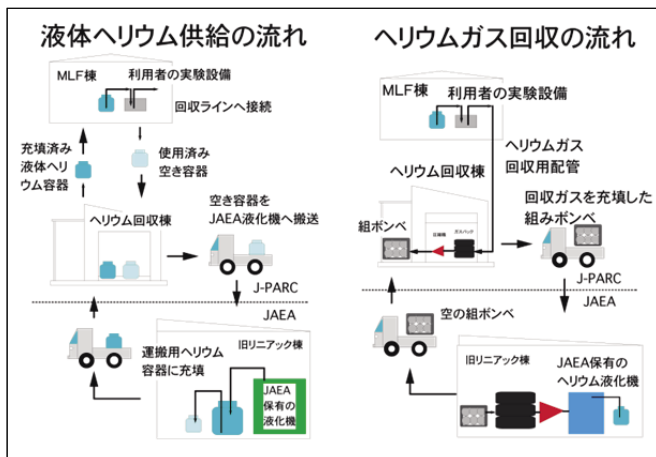 液体ヘリウム供給の流れ
MLF棟
利用者の実験設備
回収ラインへ接続
充填済み
液体ヘリ
ウム容器
使用済み
空き容器
ヘリウム回収棟
空き容器を
JAEA液化機へ搬送
J-PARC
JAEA
運搬用ヘリウム
容器に充填
旧リニアック棟
JAEA
保有の
液化機
ヘリウムガス回収の流れ
MLF棟
利用者の実験設備
ヘリウムガス
回収用配管
ヘリウム回収棟
組ボンベ
圧縮機
ガスバッグ
回収ガスを充填した
組みボンベ
J-PARC
JAEA
空の組ボンベ
旧リニアック棟
JAEA保有の
ヘリウム液化機